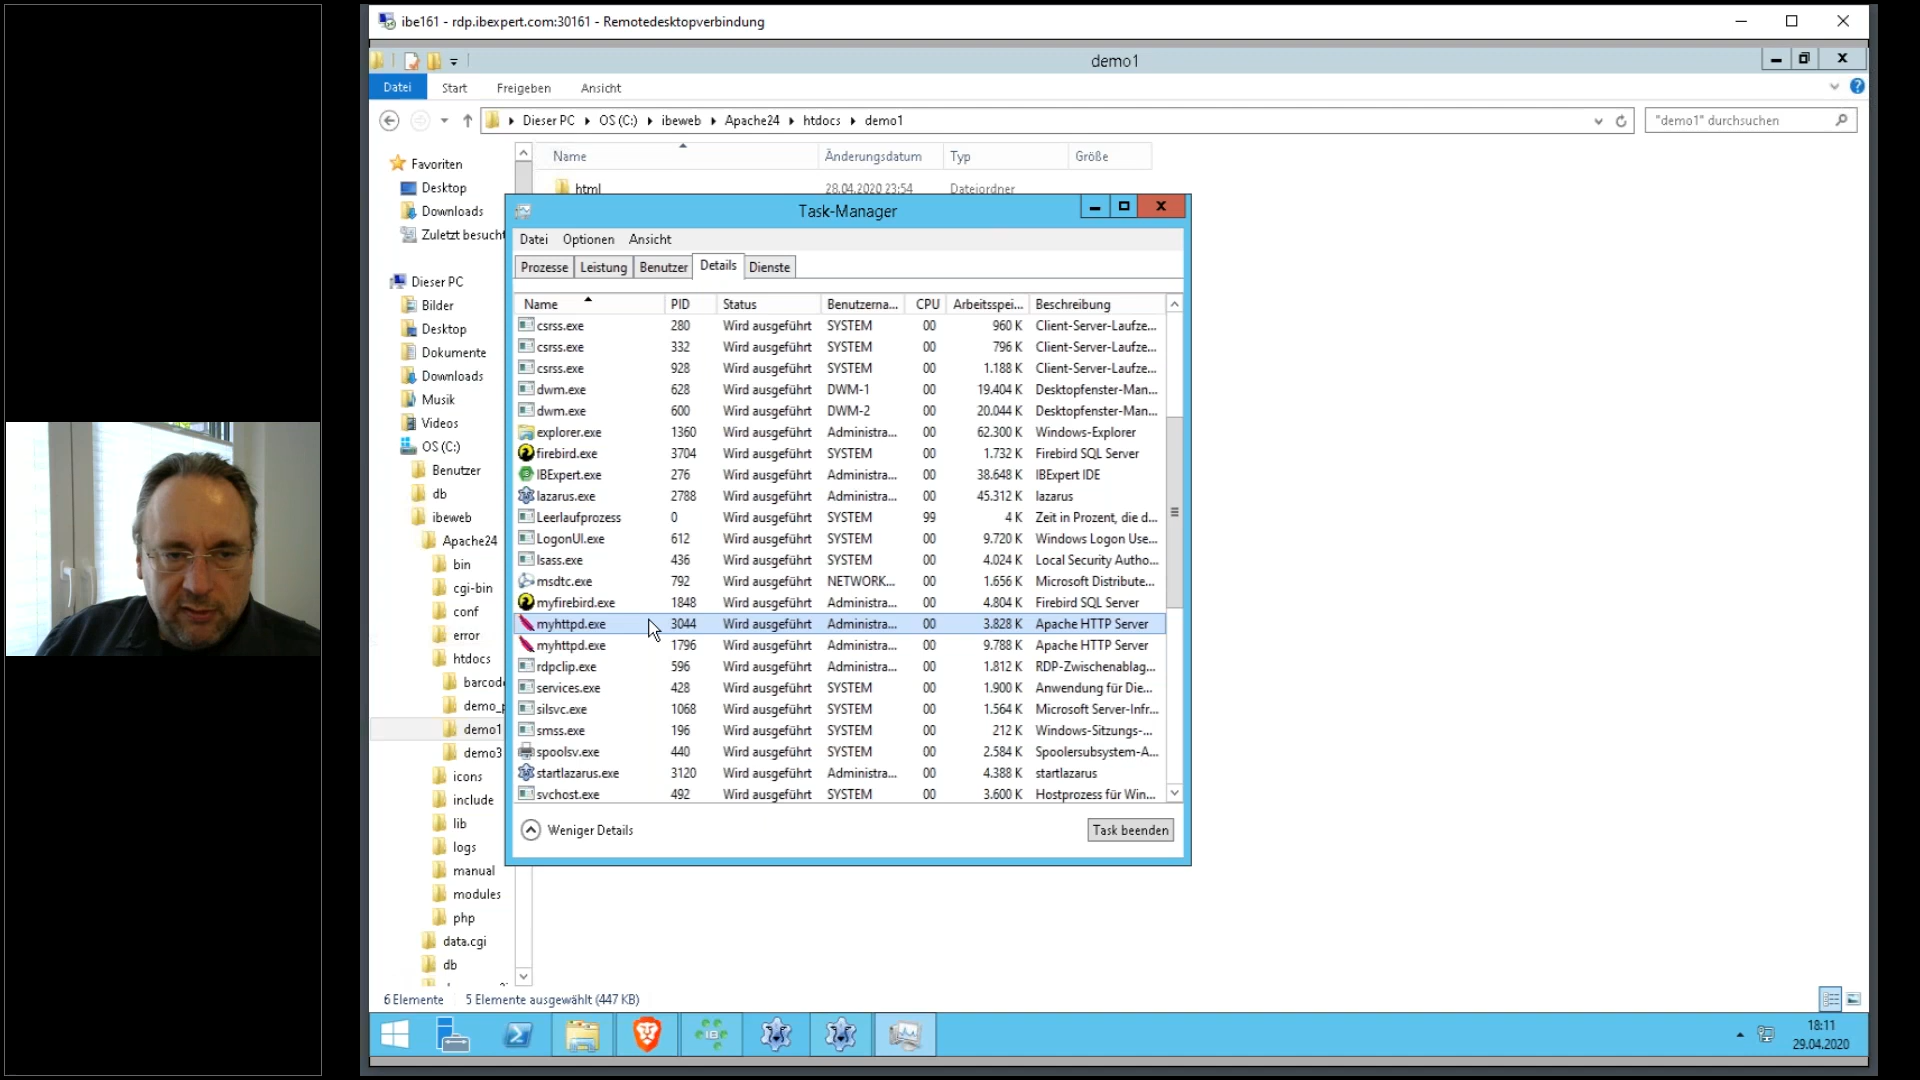 ibe161 - rdp.ibexpert.com:30161 - Remotedesktopverbindung
demo1
Datei Start Freigeben Ansicht
Dieser PC OS (C:) ibeweb Apache24 htdocs demo1
"demo1" durchsuchen
Name Änderungsdatum Typ Größe
html 28.04.2020 23:54 Dateiordner
Favoriten
Desktop
Downloads
Zuletzt besucht
Dieser PC
Bilder
Desktop
Dokumente
Downloads
Musik
Videos
OS (C:)
Benutzer
db
ibeweb
Apache24
bin
cgi-bin
conf
error
htdocs
barcod
demo_p
demo1
demo3
icons
include
lib
logs
manual
modules
php
data.cgi
db
Task-Manager
Datei Optionen Ansicht
Prozesse Leistung Benutzer Details Dienste
Name PID Status Benutzerna... CPU Arbeitsspei... Beschreibung
csrss.exe 280 Wird ausgeführt SYSTEM 00 960 K Client-Server-Laufze...
csrss.exe 332 Wird ausgeführt SYSTEM 00 796 K Client-Server-Laufze...
csrss.exe 928 Wird ausgeführt SYSTEM 00 1.188 K Client-Server-Laufze...
dwm.exe 628 Wird ausgeführt DWM-1 00 19.404 K Desktopfenster-Man...
dwm.exe 600 Wird ausgeführt DWM-2 00 20.044 K Desktopfenster-Man...
explorer.exe 1360 Wird ausgeführt Administra... 00 62.300 K Windows-Explorer
firebird.exe 3704 Wird ausgeführt SYSTEM 00 1.732 K Firebird SQL Server
IBExpert.exe 276 Wird ausgeführt Administra... 00 38.648 K IBExpert IDE
lazarus.exe 2788 Wird ausgeführt Administra... 00 45.312 K lazarus
Leerlaufprozess 0 Wird ausgeführt SYSTEM 99 4 K Zeit in Prozent, die d...
LogonUI.exe 612 Wird ausgeführt SYSTEM 00 9.720 K Windows Logon Use...
lsass.exe 436 Wird ausgeführt SYSTEM 00 4.024 K Local Security Autho...
msdtc.exe 792 Wird ausgeführt NETWORK... 00 1.656 K Microsoft Distribute...
myfirebird.exe 1848 Wird ausgeführt Administra... 00 4.804 K Firebird SQL Server
myhttpd.exe 3044 Wird ausgeführt Administra... 00 3.828 K Apache HTTP Server
myhttpd.exe 1796 Wird ausgeführt Administra... 00 9.788 K Apache HTTP Server
rdpclip.exe 596 Wird ausgeführt Administra... 00 1.812 K RDP-Zwischenablag...
services.exe 428 Wird ausgeführt SYSTEM 00 1.900 K Anwendung für Die...
silsvc.exe 1068 Wird ausgeführt SYSTEM 00 1.564 K Microsoft Server-Infr...
smss.exe 196 Wird ausgeführt SYSTEM 00 212 K Windows-Sitzungs-...
spoolsv.exe 440 Wird ausgeführt SYSTEM 00 2.584 K Spoolersubsystem-A...
startlazarus.exe 3120 Wird ausgeführt Administra... 00 4.388 K startlazarus
svchost.exe 492 Wird ausgeführt SYSTEM 00 3.600 K Hostprozess für Win...
Weniger Details Task beenden
6 Elemente 5 Elemente ausgewählt (447 KB)
18:11
29.04.2020